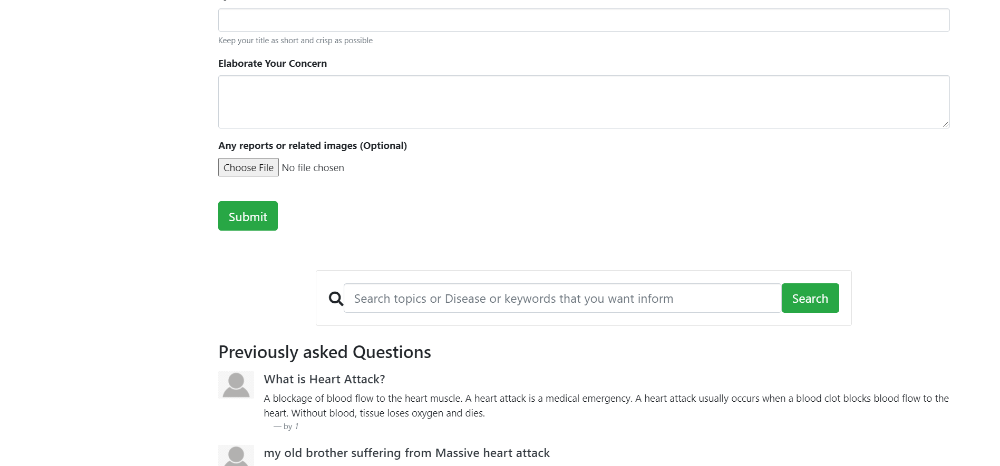 Keep your title as short and crisp as possible
Elaborate Your Concern
Any reports or related images (Optional)
Choose File No file chosen
Submit
Search topics or Disease or keywords that you want inform
Search
Previously asked Questions
What is Heart Attack?
A blockage of blood flow to the heart muscle. A heart attack is a medical emergency. A heart attack usually occurs when a blood clot blocks blood flow to the
heart. Without blood, tissue loses oxygen and dies.
— by 1
my old brother suffering from Massive heart attack